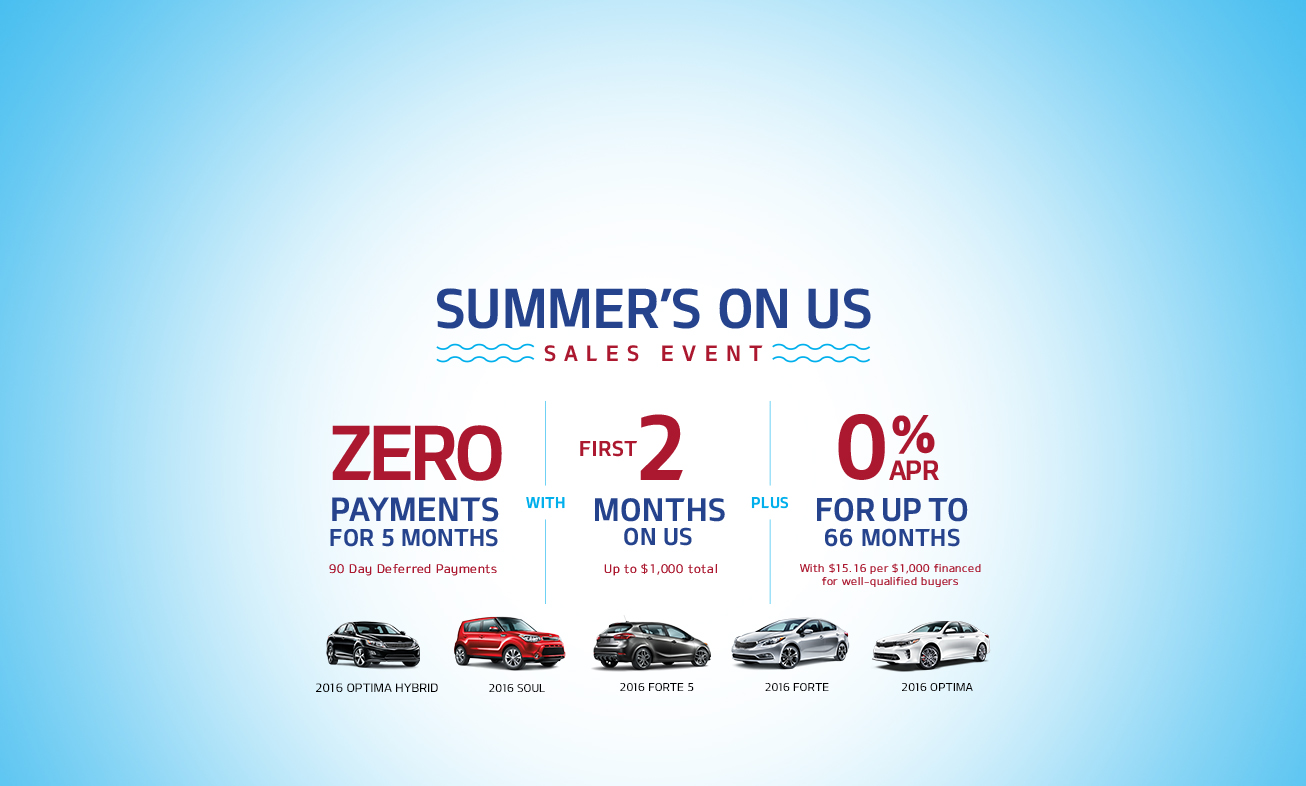 SUMMER'S ON US
SALES EVENT
ZERO
PAYMENTS
FOR 5 MONTHS
90 Day Deferred Payments
WITH
FIRST 2
MONTHS
ON US
Up to $1,000 total
PLUS
0%
APR
FOR UP TO
66 MONTHS
With $15.16 per $1,000 financed
for well-qualified buyers
2016 OPTIMA HYBRID
2016 SOUL
2016 FORTE 5
2016 FORTE
2016 OPTIMA